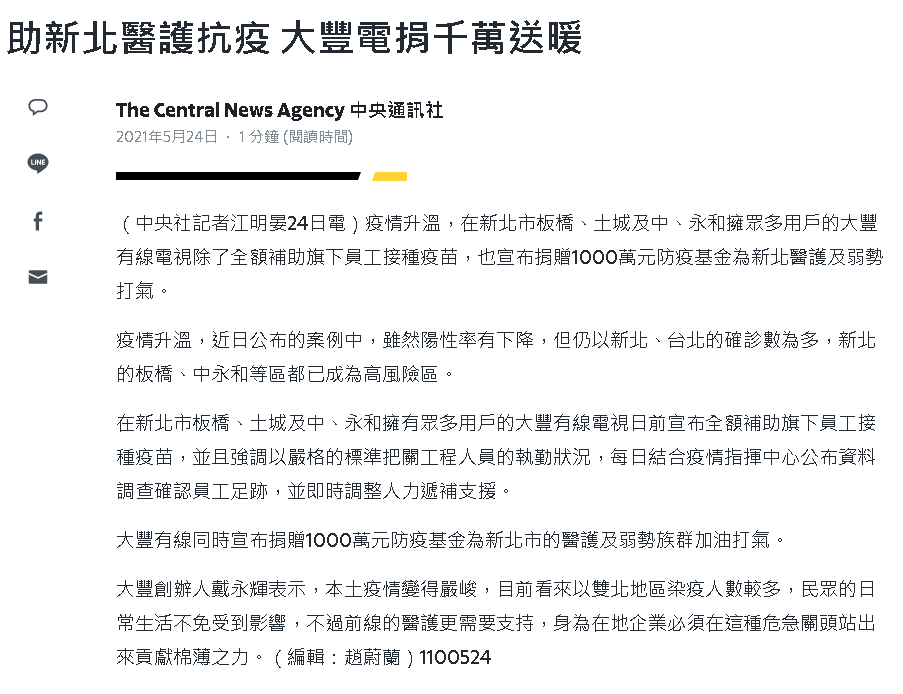 助新北醫護抗疫 大豐電捐千萬送暖
The Central News Agency 中央通訊社
2021年5月24日 · 1 分鐘 (閱讀時間)
LINE
（中央社記者江明晏24日電）疫情升溫，在新北市板橋、土城及中、永和擁眾多用戶的大豐
有線電視除了全額補助旗下員工接種疫苗，也宣布捐贈1000萬元防疫基金為新北醫護及弱勢
打氣。
疫情升溫，近日公布的案例中，雖然陽性率有下降，但仍以新北、台北的確診數為多，新北
的板橋、中永和等區都已成為高風險區。
在新北市板橋、土城及中、永和擁有眾多用戶的大豐有線電視日前宣布全額補助旗下員工接
種疫苗，並且強調以嚴格的標準把關工程人員的執勤狀況，每日結合疫情指揮中心公布資料
調查確認員工足跡，並即時調整人力遞補支援。
大豐有線同時宣布捐贈1000萬元防疫基金為新北市的醫護及弱勢族群加油打氣。
大豐創辦人戴永輝表示，本土疫情變得嚴峻，目前看來以雙北地區染疫人數較多，民眾的日
常生活不免受到影響，不過前線的醫護更需要支持，身為在地企業必須在這種危急關頭站出
來貢獻棉薄之力。（編輯：趙蔚蘭）1100524